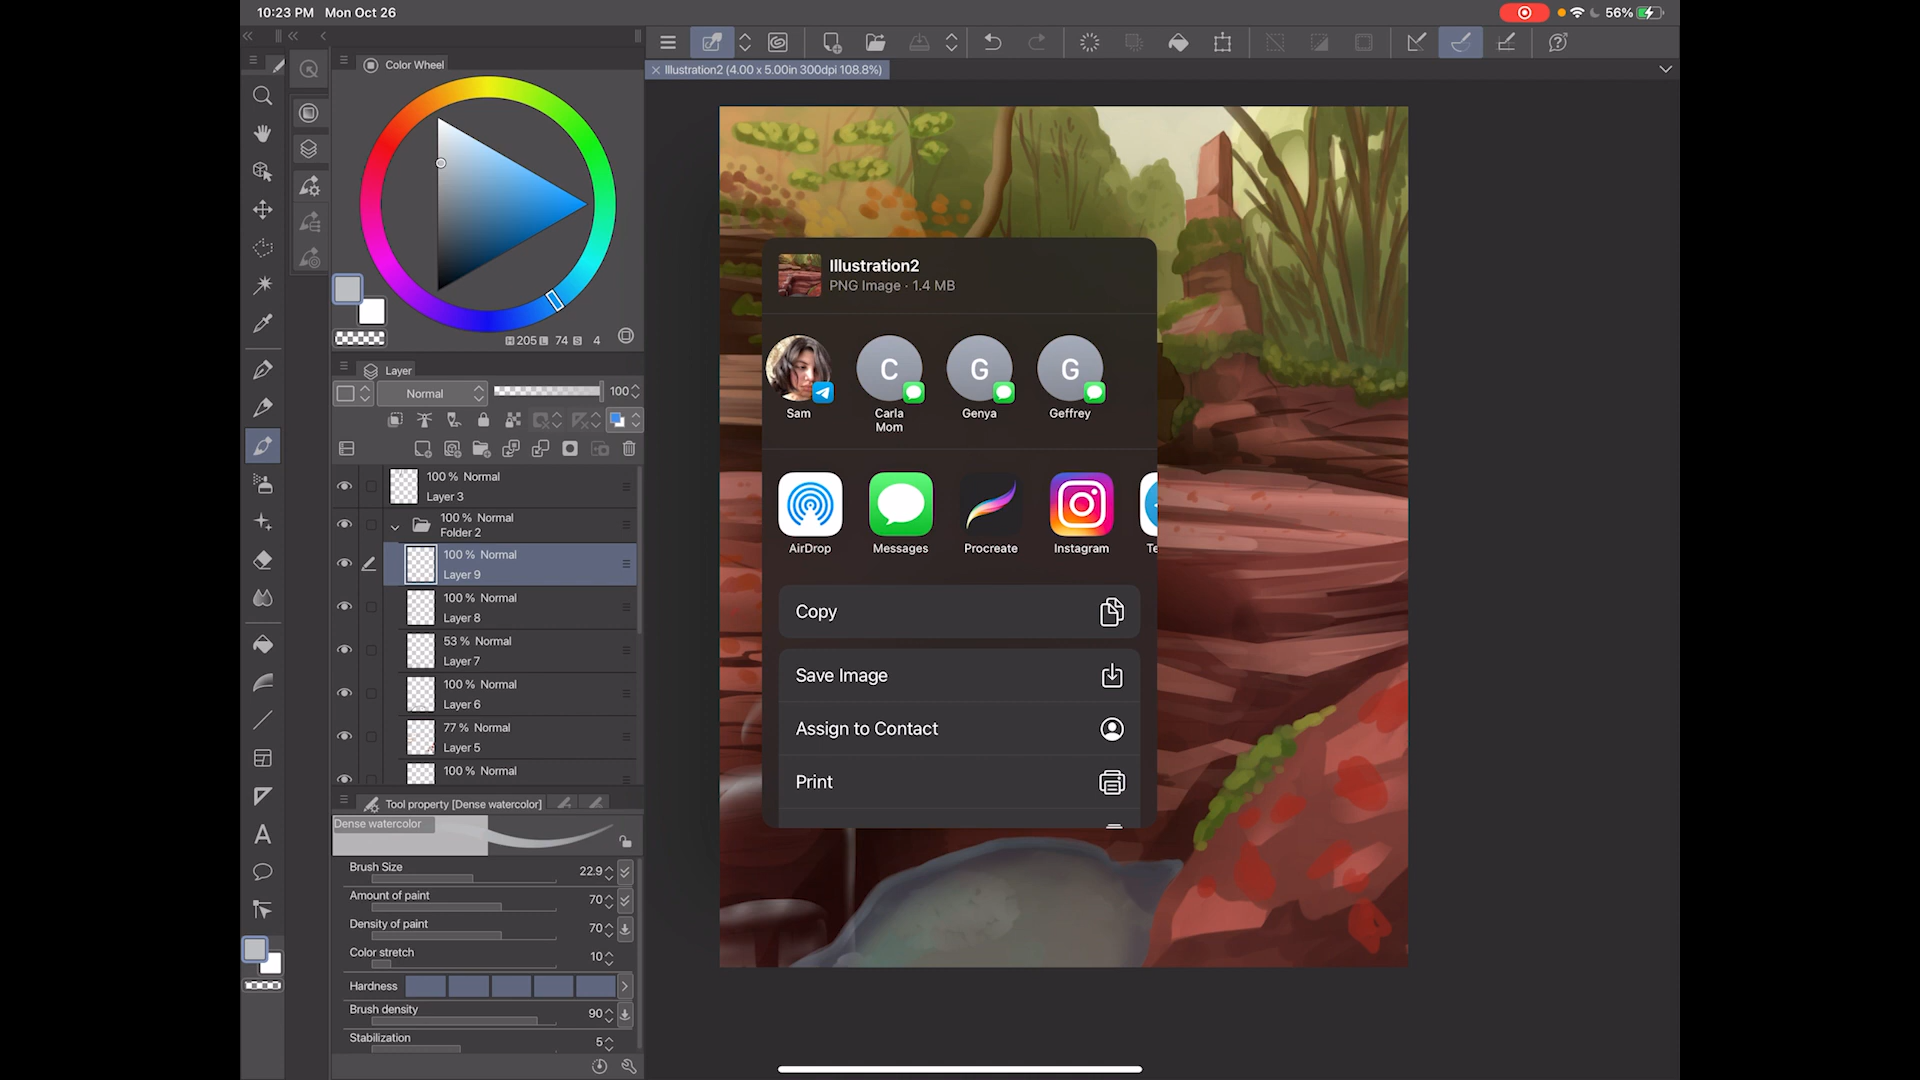 10:23 PM Mon Oct 26
56%
Color Wheel
Illustration2 (4.00 x 5.00in 300dpi 108.8%)
H 205 L 74 S 4
Layer
Normal
100
100 % Normal
Layer 3
100 % Normal
Folder 2
100 % Normal
Layer 9
100 % Normal
Layer 8
53 % Normal
Layer 7
100 % Normal
Layer 6
77 % Normal
Layer 5
100 % Normal
Tool property [Dense watercolor]
Dense watercolor
Brush Size
22.9
Amount of paint
70
Density of paint
70
Color stretch
10
Hardness
Brush density
90
Stabilization
5
A
Illustration2
PNG Image · 1.4 MB
C
G
G
Sam
Carla
Mom
Genya
Geffrey
AirDrop
Messages
Procreate
Instagram
Te
Copy
Save Image
Assign to Contact
Print